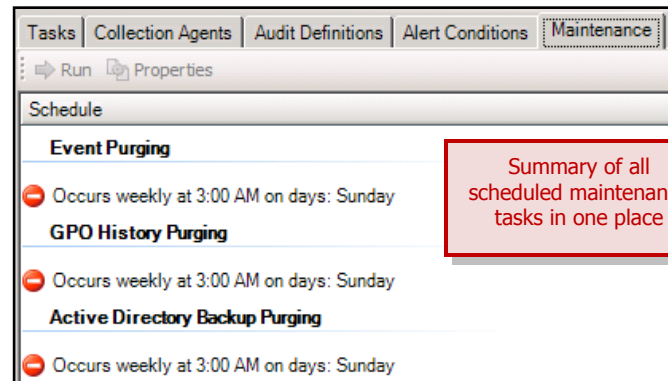 Tasks Collection Agents Audit Definitions Alert Conditions Maintenance
Run Properties
Schedule
Event Purging
Occurs weekly at 3:00 AM on days: Sunday
GPO History Purging
Occurs weekly at 3:00 AM on days: Sunday
Active Directory Backup Purging
Occurs weekly at 3:00 AM on days: Sunday
Summary of all
scheduled maintenan
tasks in one place